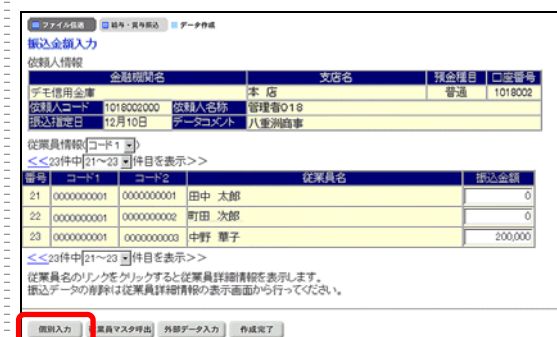 ファイル伝送 給与・賞与振込 データ作成
振込金額入力
依頼人情報
金融機関名 支店名 預金種目 口座番号
デモ信用金庫 本店 普通 1018002
依頼人コード 1018002000 依頼人名称 管理者018
振込指定日 12月10日 データコメント 八重洲商事
従業員情報(コード1)
<<23件中 21～23 件目を表示>>
番号 コード1 コード2 従業員名 振込金額
21 0000000001 0000000001 田中 太郎 0
22 0000000001 0000000002 町田 次郎 0
23 0000000001 0000000003 中野 華子 200,000
<<23件中 21～23 件目を表示>>
従業員名のリンクをクリックすると従業員詳細情報を表示します。
振込データの削除は従業員詳細情報の表示画面から行ってください。
個別入力 従業員マスタ呼出 外部データ入力 作成完了